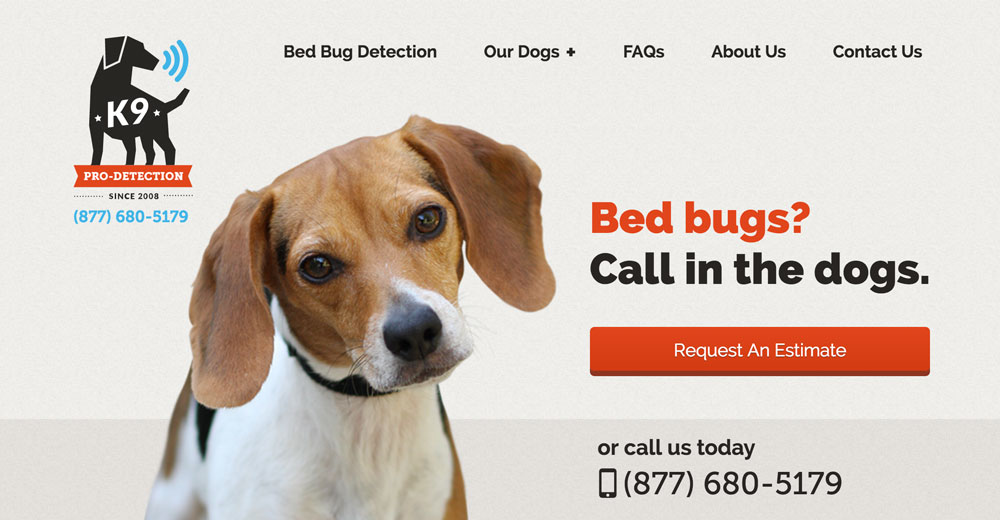 K9
PRO-DETECTION
SINCE 2008
(877) 680-5179
Bed Bug Detection
Our Dogs +
FAQs
About Us
Contact Us
Bed bugs?
Call in the dogs.
Request An Estimate
or call us today
(877) 680-5179